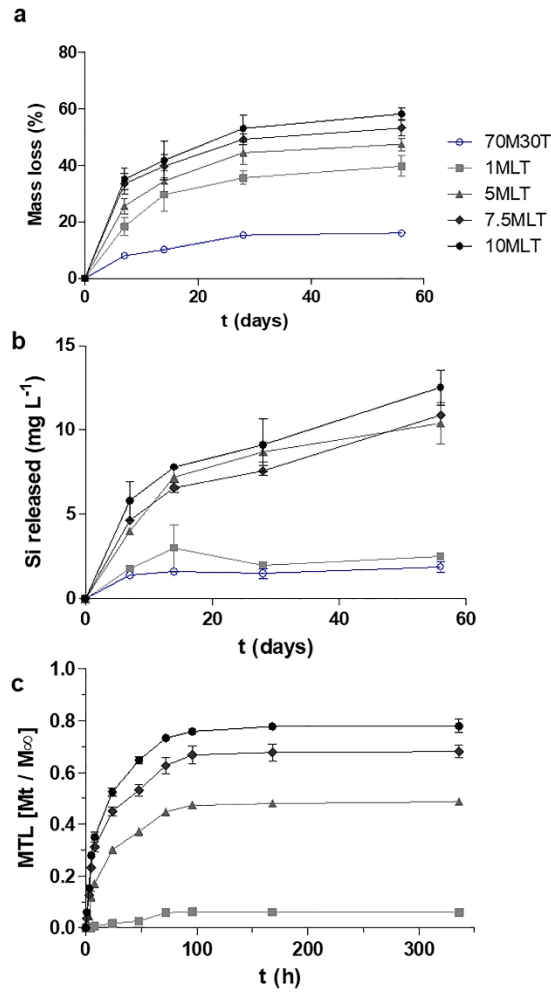 a
80
60
40
20
0
Mass loss (%)
0 20 40 60
t (days)
70M30T
1MLT
5MLT
7.5MLT
10MLT
b
15
10
5
0
Si released (mg L⁻¹)
0 20 40 60
t (days)
c
1.0
0.8
0.6
0.4
0.2
0.0
MTL [Mt / M∞]
0 100 200 300
t (h)